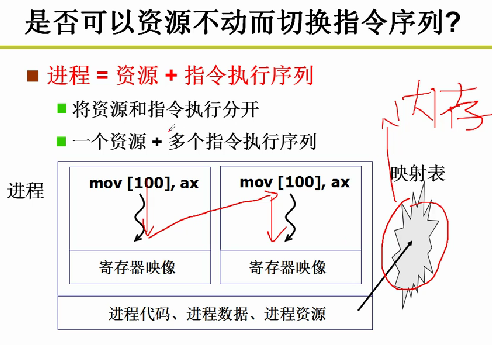 是否可以资源不动而切换指令序列?
进程 = 资源 + 指令执行序列
将资源和指令执行分开
一个资源 + 多个指令执行序列
内存
映射表
进程
mov [100], ax
mov [100], ax
寄存器映像
寄存器映像
进程代码、进程数据、进程资源